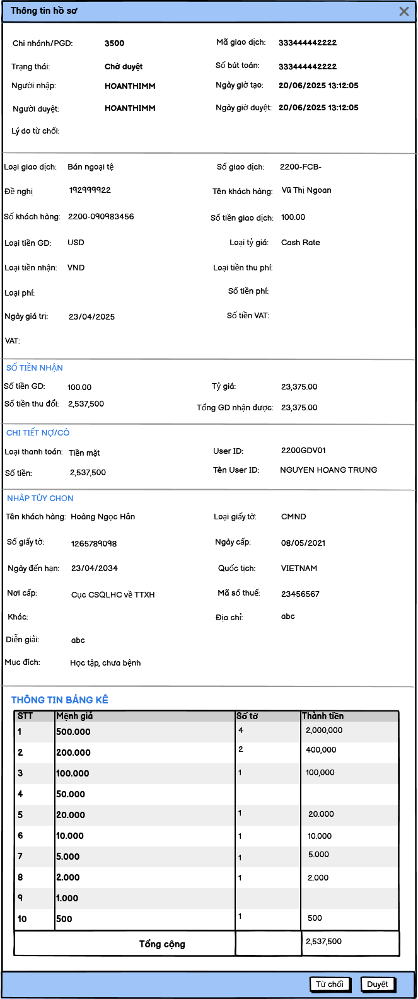 Thông tin hồ sơ
Chi nhánh/PGD: 3500 Mã giao dịch: 333444442222
Trạng thái: Chờ duyệt Số bút toán: 333444442222
Người nhập: HOANTHIMM Ngày giờ tạo: 20/06/2025 13:12:05
Người duyệt: HOANTHIMM Ngày giờ duyệt: 20/06/2025 13:12:05
Lý do từ chối:
Loại giao dịch: Bán ngoại tệ Số giao dịch: 2200-FCB-
Đề nghị 192999922 Tên khách hàng: Vũ Thị Ngoan
Số khách hàng: 2200-090983456 Số tiền giao dịch: 100.00
Loại tiền GD: USD Loại tỷ giá: Cash Rate
Loại tiền nhận: VND Loại tiền thu phí:
Loại phí: Số tiền phí:
Ngày giá trị: 23/04/2025 Số tiền VAT:
VAT:
SỐ TIỀN NHẬN
Số tiền GD: 100.00 Tỷ giá: 23,375.00
Số tiền thu đổi: 2,537,500 Tổng GD nhận được: 23,375.00
CHI TIẾT NỢ/CÓ
Loại thanh toán: Tiền mặt User ID: 2200GDV01
Số tiền: 2,537,500 Tên User ID: NGUYEN HOANG TRUNG
NHẬP TÙY CHỌN
Tên khách hàng: Hoàng Ngọc Hân Loại giấy tờ: CMND
Số giấy tờ: 1265789098 Ngày cấp: 08/05/2021
Ngày đến hạn: 23/04/2034 Quốc tịch: VIETNAM
Nơi cấp: Cục CSQLHC về TTXH Mã số thuế: 23456567
Khác: Địa chỉ: abc
Diễn giải: abc
Mục đích: Học tập, chưa bệnh
THÔNG TIN BẢNG KÊ
STT Mệnh giá Số tờ Thành tiền
1 500.000 4 2,000,000
2 200.000 2 400,000
3 100.000 1 100,000
4 50.000
5 20.000 1 20.000
6 10.000 1 10.000
7 5.000 1 5.000
8 2.000 1 2.000
9 1.000
10 500 1 500
Tổng cộng 2,537,500
Từ chối Duyệt